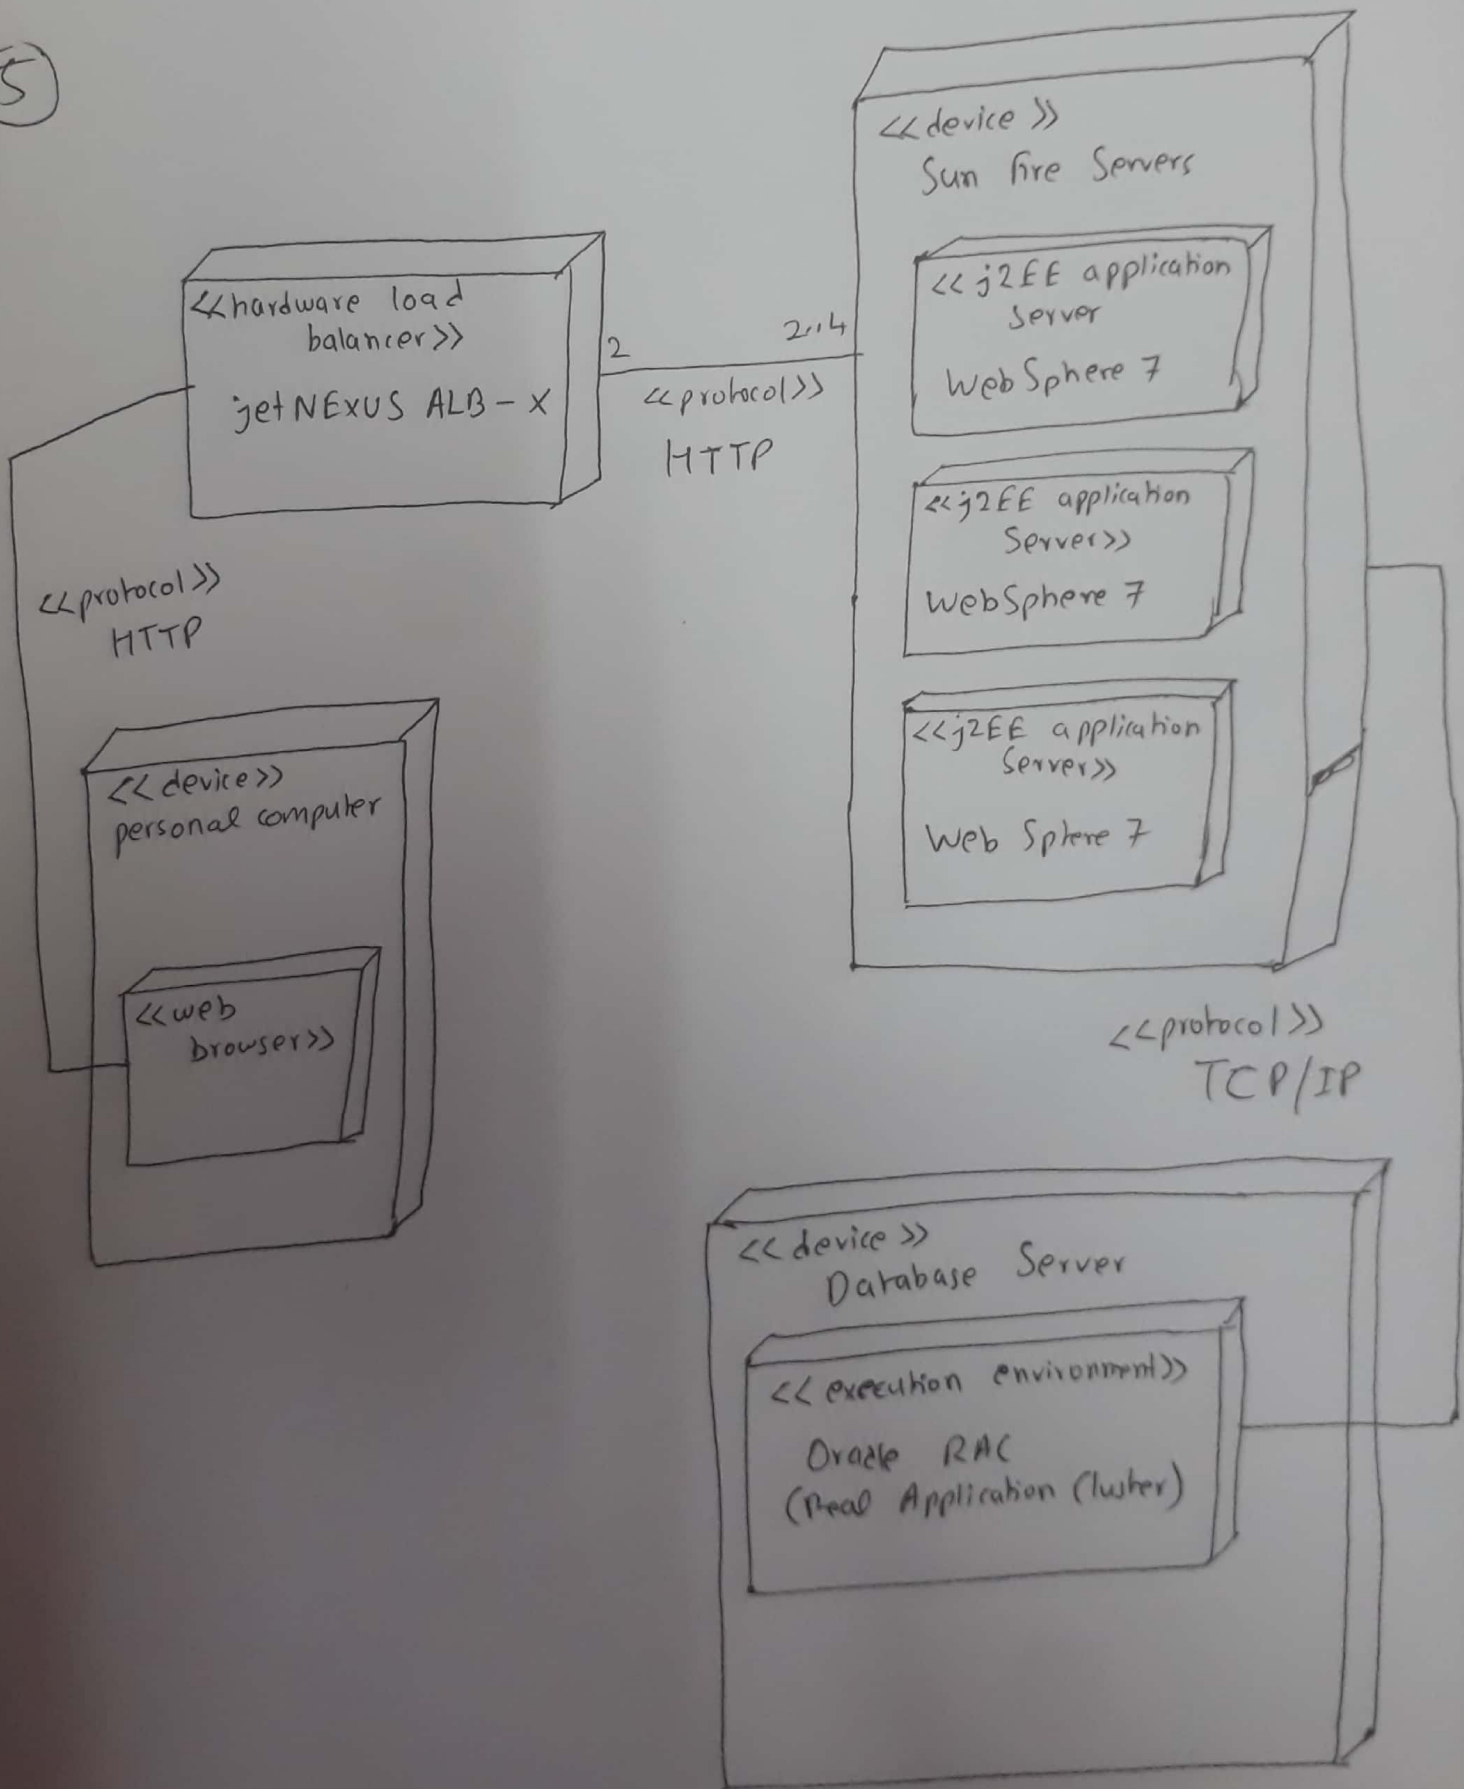 5
<<device>>
Sun fire Servers
<<j2EE application
Server
WebSphere 7
<<j2EE application
Server>>
WebSphere 7
<<j2EE application
Server>>
Web Sphere 7
<<hardware load
balancer>>
jetNEXUS ALB-X
2
2..4
<<protocol>>
HTTP
<<protocol>>
HTTP
<<device>>
personal computer
<<web
browser>>
<<protocol>>
TCP/IP
<<device>>
Database Server
<<execution environment>>
Oracle RAC
(Real Application Cluster)